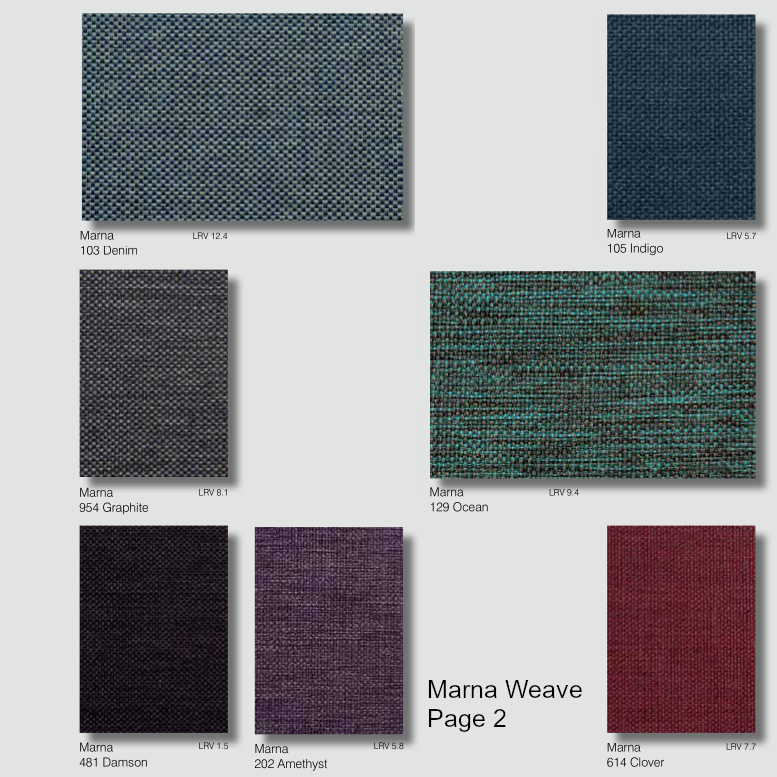 Marna LRV 12.4
103 Denim
Marna LRV 5.7
105 Indigo
Marna LRV 8.1
954 Graphite
Marna LRV 9.4
129 Ocean
Marna LRV 1.5
481 Damson
Marna LRV 5.8
202 Amethyst
Marna Weave
Page 2
Marna LRV 7.7
614 Clover